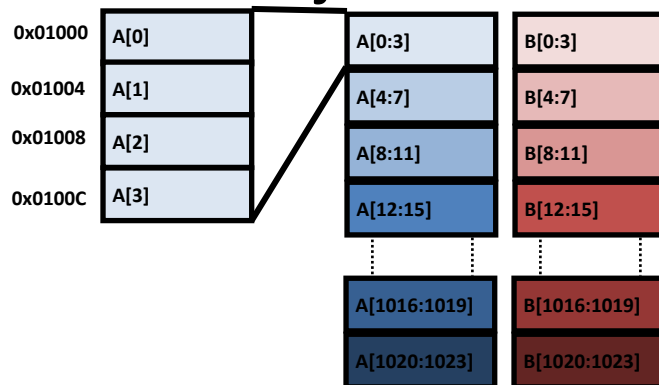 0x01000 A[0] A[0:3] B[0:3]
0x01004 A[1] A[4:7] B[4:7]
0x01008 A[2] A[8:11] B[8:11]
0x0100C A[3] A[12:15] B[12:15]
A[1016:1019] B[1016:1019]
A[1020:1023] B[1020:1023]